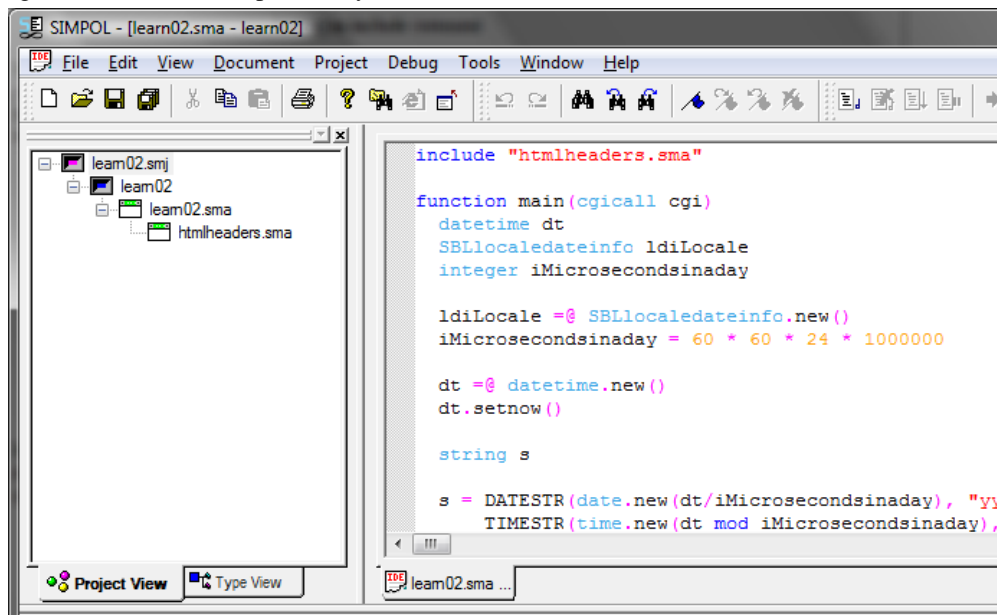 SIMPOL - [learn02.sma - learn02]
IDE File Edit View Document Project Debug Tools Window Help
learn02.smj
learn02
learn02.sma
htmlheaders.sma
Project View Type View
include "htmlheaders.sma"
function main(cgicall cgi)
datetime dt
SBLlocaledateinfo ldiLocale
integer iMicrosecondsinaday
ldiLocale =@ SBLlocaledateinfo.new()
iMicrosecondsinaday = 60 * 60 * 24 * 1000000
dt =@ datetime.new()
dt.setnow()
string s
s = DATESTR(date.new(dt/iMicrosecondsinaday), "yy
TIMESTR(time.new(dt mod iMicrosecondsinaday),
IDE learn02.sma ...